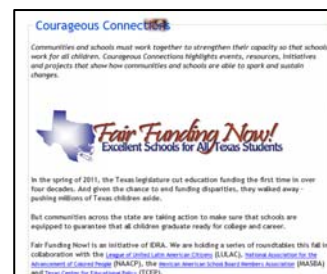 Courageous Connections
Communities and schools must work together to strengthen their capacity so that schools
work for all children. Courageous Connections highlights events, resources, initiatives
and projects that show how communities and schools are able to spark and sustain
changes.
Fair Funding Now!
Excellent Schools for All Texas Students
In the spring of 2011, the Texas legislature cut education funding the first time in over
four decades. And given the chance to end funding disparities, they walked away -
pushing millions of Texas children aside.
But communities across the state are taking action to make sure that schools are
equipped to guarantee that all children graduate ready for college and career.
Fair Funding Now! is an initiative of IDRA. We are holding a series of roundtables this fall in
collaboration with the League of United Latin American Citizens (LULAC), National Association for the
Advancement of Colored People (NAACP), the Mexican American School Board Members Association (MASBA)
and Texas Center for Educational Policy (TCEP).